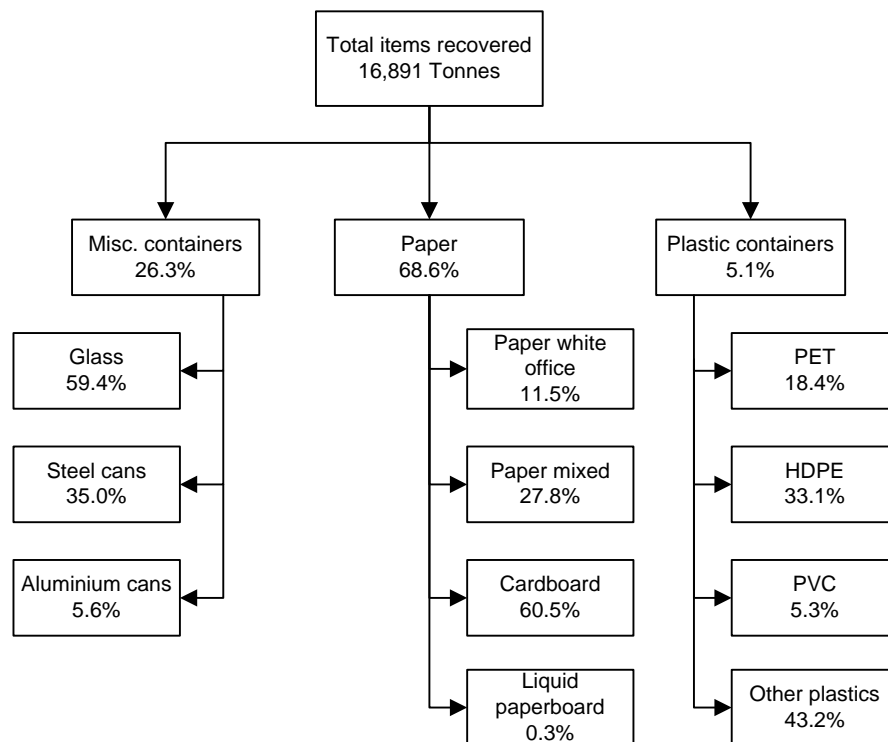 Total items recovered
16,891 Tonnes
Misc. containers
26.3%
Paper
68.6%
Plastic containers
5.1%
Glass
59.4%
Steel cans
35.0%
Aluminium cans
5.6%
Paper white
office
11.5%
Paper mixed
27.8%
Cardboard
60.5%
Liquid
paperboard
0.3%
PET
18.4%
HDPE
33.1%
PVC
5.3%
Other plastics
43.2%